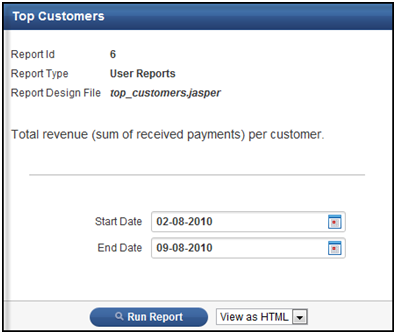 Top Customers
Report Id 6
Report Type User Reports
Report Design File top_customers.jasper
Total revenue (sum of received payments) per customer.
Start Date 02-08-2010
End Date 09-08-2010
Run Report View as HTML